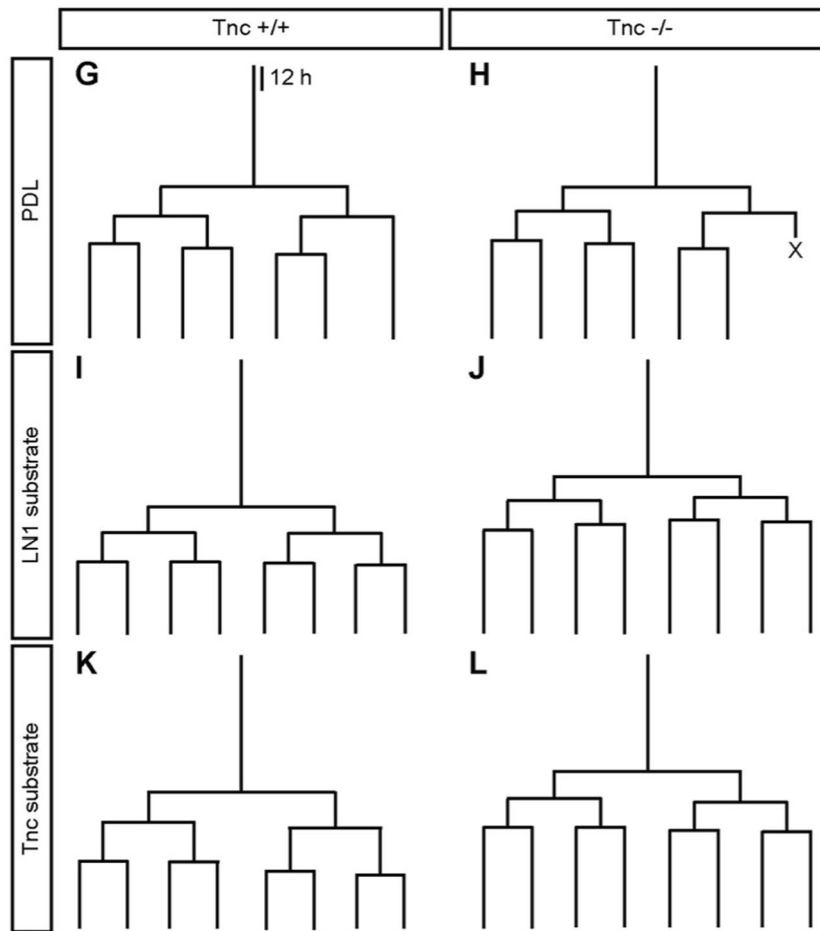 Tnc +/+
Tnc -/-
PDL
G
12 h
H
X
LN1 substrate
I
J
Tnc substrate
K
L